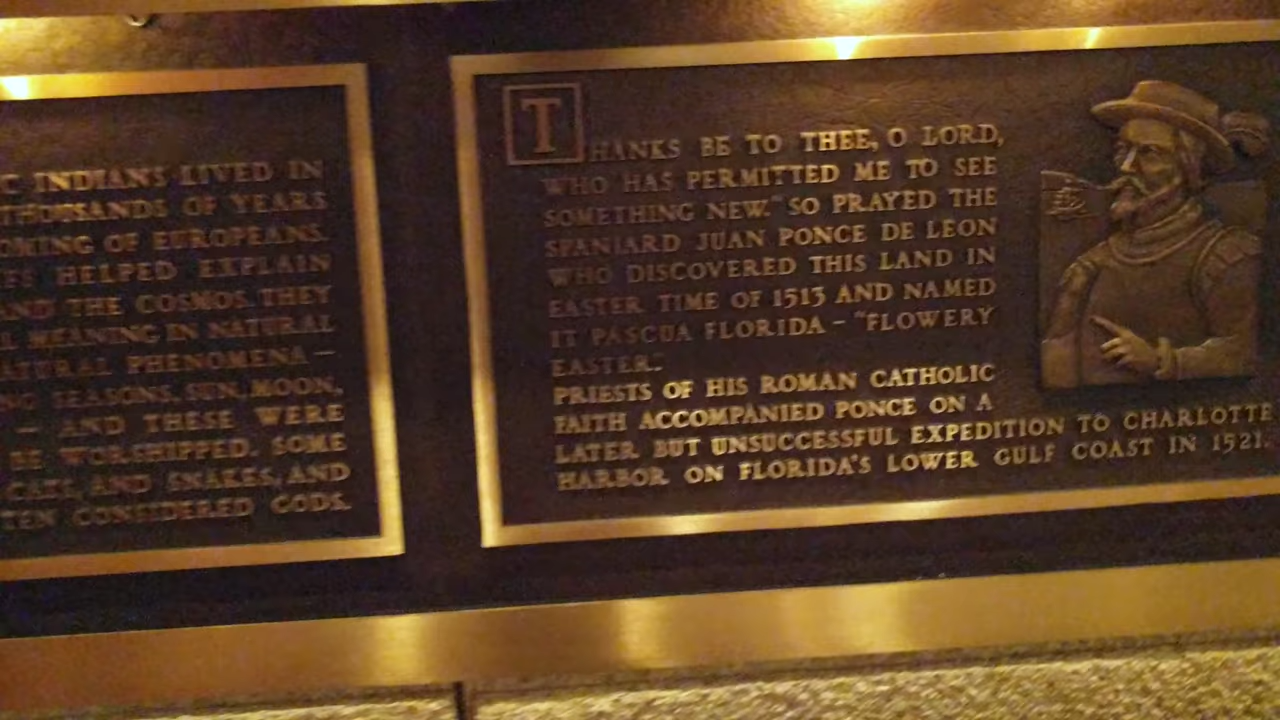 C INDIANS LIVED IN
THOUSANDS OF YEARS
OMING OF EUROPEANS.
HELPED EXPLAIN
AND THE COSMOS. THEY
L MEANING IN NATURAL
ATURAL PHENOMENA –
NG SEASONS, SUN, MOON,
– AND THESE WERE
BE WORSHIPPED. SOME
CATS, AND SNAKES, AND
TEN CONSIDERED GODS.
THANKS BE TO THEE, O LORD,
WHO HAS PERMITTED ME TO SEE
SOMETHING NEW." SO PRAYED THE
SPANIARD JUAN PONCE DE LEON
WHO DISCOVERED THIS LAND IN
EASTER TIME OF 1513 AND NAMED
IT PASCUA FLORIDA – "FLOWERY
EASTER."
PRIESTS OF HIS ROMAN CATHOLIC
FAITH ACCOMPANIED PONCE ON A
LATER BUT UNSUCCESSFUL EXPEDITION TO CHARLOTTE
HARBOR ON FLORIDA'S LOWER GULF COAST IN 1521.